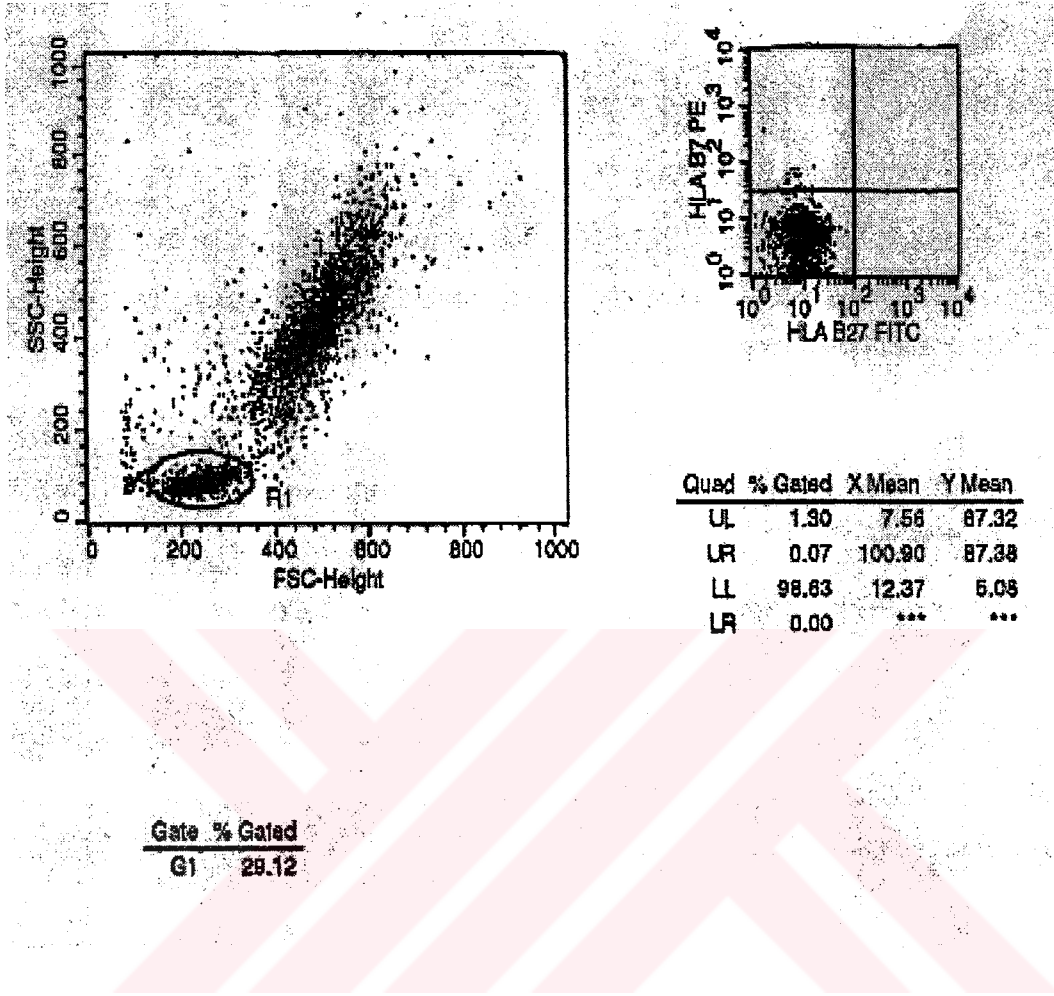 1000
800
600
400
200
0
SSC-Height
R1
0 200 400 600 800 1000
FSC-Height
10^4
10^3
10^2
10^1
10^0
HLA B7 PE
10^0 10^1 10^2 10^3 10^4
HLA B27 FITC
Quad % Gated X Mean Y Mean
UL 1.30 7.56 87.32
UR 0.07 100.90 87.38
LL 98.63 12.37 5.08
LR 0.00 *** ***
Gate % Gated
G1 29.12